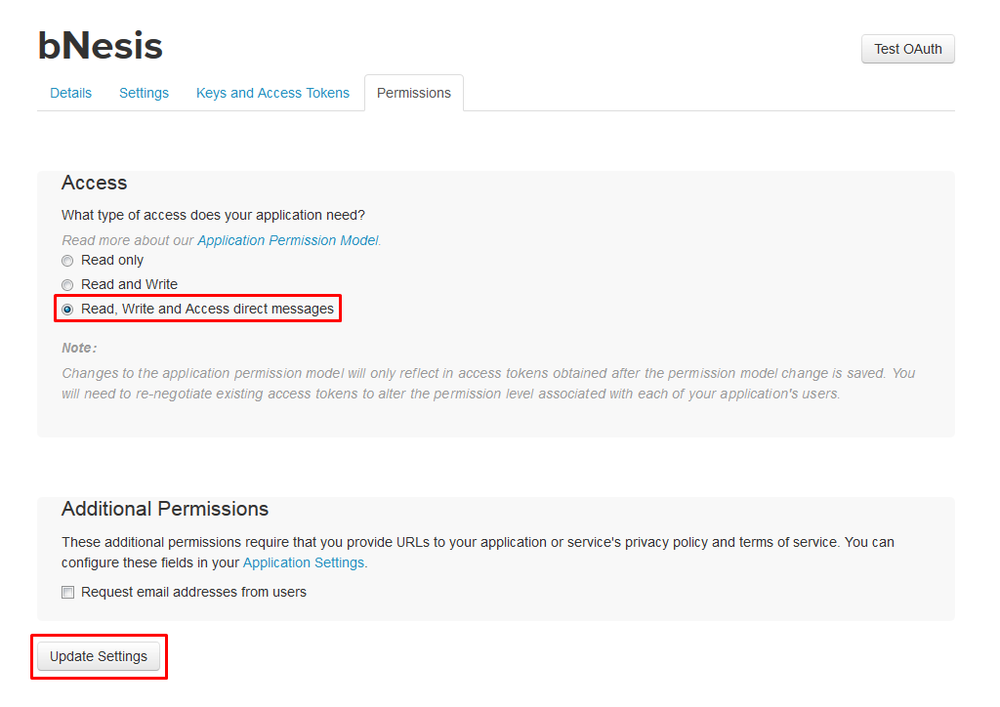 bNesis
Test OAuth
Details Settings Keys and Access Tokens Permissions
Access
What type of access does your application need?
Read more about our Application Permission Model.
Read only
Read and Write
Read, Write and Access direct messages
Note:
Changes to the application permission model will only reflect in access tokens obtained after the permission model change is saved. You
will need to re-negotiate existing access tokens to alter the permission level associated with each of your application's users.
Additional Permissions
These additional permissions require that you provide URLs to your application or service's privacy policy and terms of service. You can
configure these fields in your Application Settings.
Request email addresses from users
Update Settings